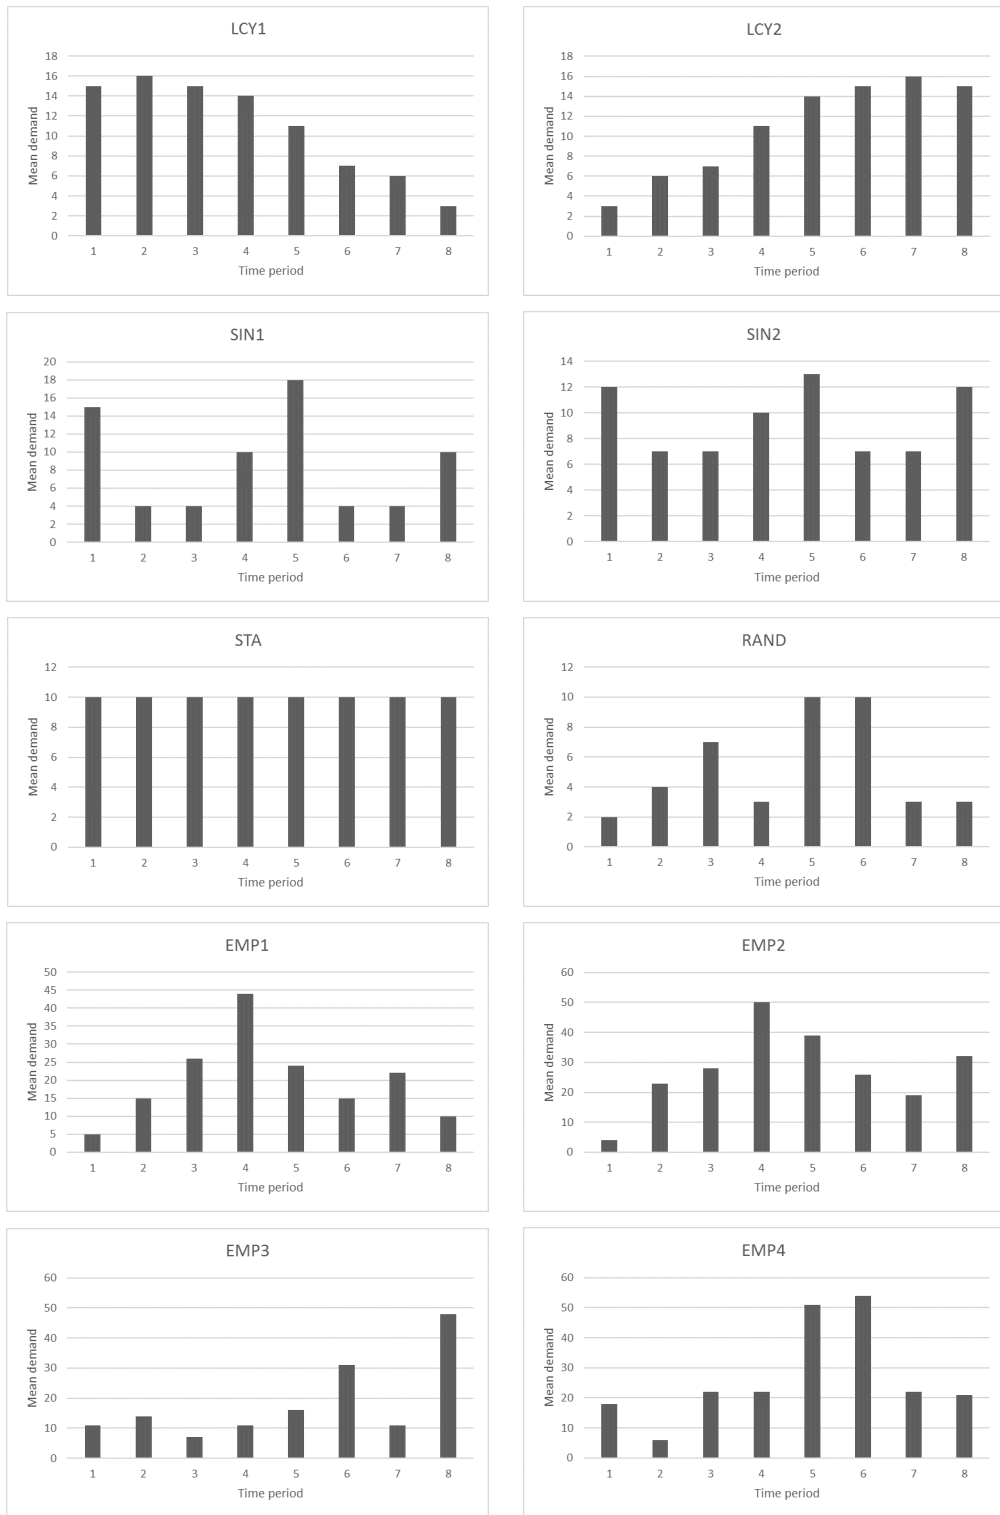 LCY1
18
16
14
12
10
8
6
4
2
0
Mean demand
1 2 3 4 5 6 7 8
Time period
LCY2
18
16
14
12
10
8
6
4
2
0
Mean demand
1 2 3 4 5 6 7 8
Time period
SIN1
20
18
16
14
12
10
8
6
4
2
0
Mean demand
1 2 3 4 5 6 7 8
Time period
SIN2
14
12
10
8
6
4
2
0
Mean demand
1 2 3 4 5 6 7 8
Time period
STA
12
10
8
6
4
2
0
Mean demand
1 2 3 4 5 6 7 8
Time period
RAND
12
10
8
6
4
2
0
Mean demand
1 2 3 4 5 6 7 8
Time period
EMP1
50
45
40
35
30
25
20
15
10
5
0
Mean demand
1 2 3 4 5 6 7 8
Time period
EMP2
60
50
40
30
20
10
0
Mean demand
1 2 3 4 5 6 7 8
Time period
EMP3
60
50
40
30
20
10
0
Mean demand
1 2 3 4 5 6 7 8
Time period
EMP4
60
50
40
30
20
10
0
Mean demand
1 2 3 4 5 6 7 8
Time period